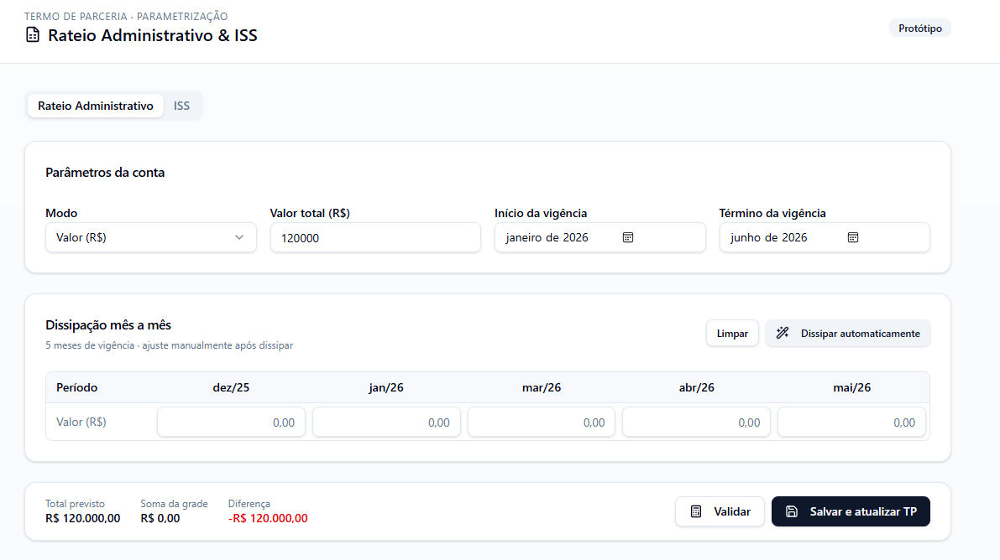 TERMO DE PARCERIA · PARAMETRIZAÇÃO
Rateio Administrativo & ISS
Protótipo
Rateio Administrativo ISS
Parâmetros da conta
Modo Valor total (R$) Início da vigência Término da vigência
Valor (R$) 120000 janeiro de 2026 junho de 2026
Dissipação mês a mês
5 meses de vigência · ajuste manualmente após dissipar
Limpar Dissipar automaticamente
Período dez/25 jan/26 mar/26 abr/26 mai/26
Valor (R$) 0,00 0,00 0,00 0,00 0,00
Total previsto Soma da grade Diferença
R$ 120.000,00 R$ 0,00 -R$ 120.000,00
Validar Salvar e atualizar TP